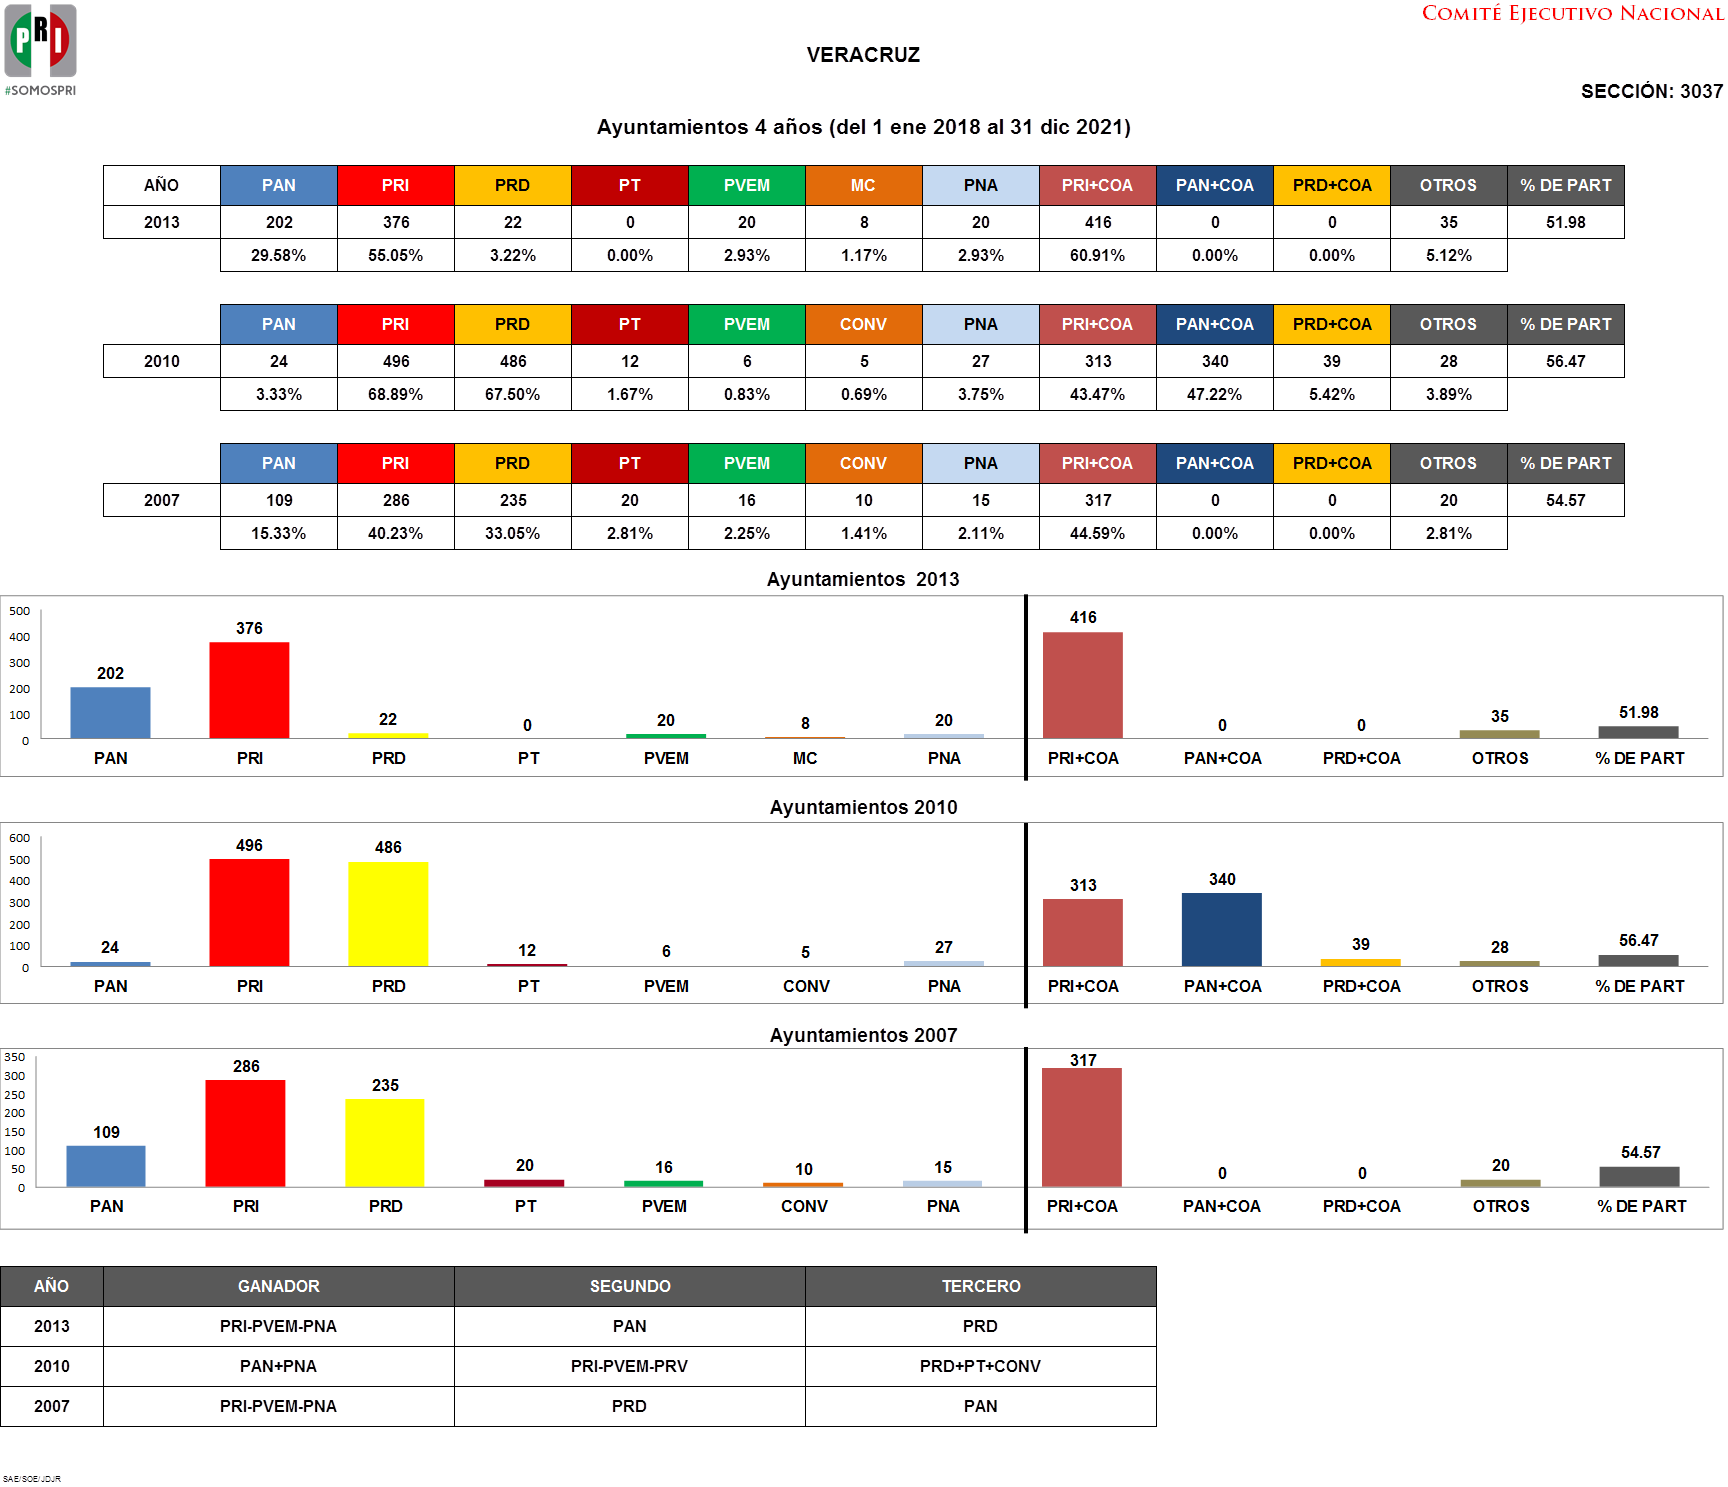 COMITÉ EJECUTIVO NACIONAL
PRI
#SOMOSPRI
VERACRUZ
SECCIÓN: 3037
Ayuntamientos 4 años (del 1 ene 2018 al 31 dic 2021)
AÑO PAN PRI PRD PT PVEM MC PNA PRI+COA PAN+COA PRD+COA OTROS % DE PART
2013 202 376 22 0 20 8 20 416 0 0 35 51.98
29.58% 55.05% 3.22% 0.00% 2.93% 1.17% 2.93% 60.91% 0.00% 0.00% 5.12%
PAN PRI PRD PT PVEM CONV PNA PRI+COA PAN+COA PRD+COA OTROS % DE PART
2010 24 496 486 12 6 5 27 313 340 39 28 56.47
3.33% 68.89% 67.50% 1.67% 0.83% 0.69% 3.75% 43.47% 47.22% 5.42% 3.89%
PAN PRI PRD PT PVEM CONV PNA PRI+COA PAN+COA PRD+COA OTROS % DE PART
2007 109 286 235 20 16 10 15 317 0 0 20 54.57
15.33% 40.23% 33.05% 2.81% 2.25% 1.41% 2.11% 44.59% 0.00% 0.00% 2.81%
Ayuntamientos 2013
500
400
300
200
100
0
202 376 22 0 20 8 20 416 0 0 35 51.98
PAN PRI PRD PT PVEM MC PNA PRI+COA PAN+COA PRD+COA OTROS % DE PART
Ayuntamientos 2010
600
500
400
300
200
100
0
24 496 486 12 6 5 27 313 340 39 28 56.47
PAN PRI PRD PT PVEM CONV PNA PRI+COA PAN+COA PRD+COA OTROS % DE PART
Ayuntamientos 2007
350
300
250
200
150
100
50
0
109 286 235 20 16 10 15 317 0 0 20 54.57
PAN PRI PRD PT PVEM CONV PNA PRI+COA PAN+COA PRD+COA OTROS % DE PART
AÑO GANADOR SEGUNDO TERCERO
2013 PRI-PVEM-PNA PAN PRD
2010 PAN+PNA PRI-PVEM-PRV PRD+PT+CONV
2007 PRI-PVEM-PNA PRD PAN
SAE/SOE/JDJR